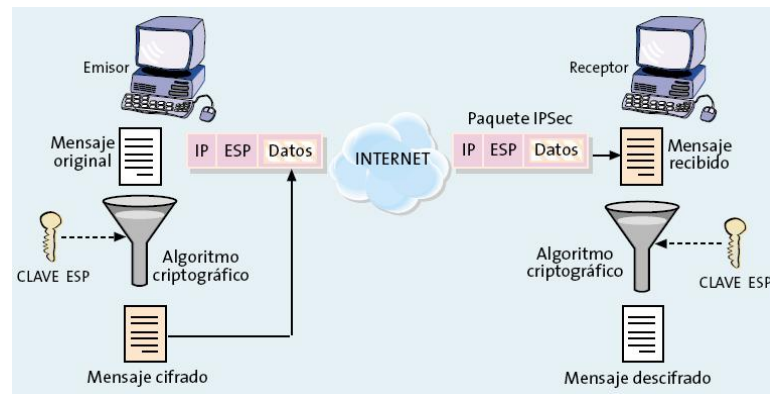 Emisor
Mensaje
original
IP ESP Datos
CLAVE ESP
Algoritmo
criptográfico
Mensaje cifrado
INTERNET
Receptor
Paquete IPSec
IP ESP Datos
Mensaje
recibido
Algoritmo
criptográfico
CLAVE ESP
Mensaje descifrado